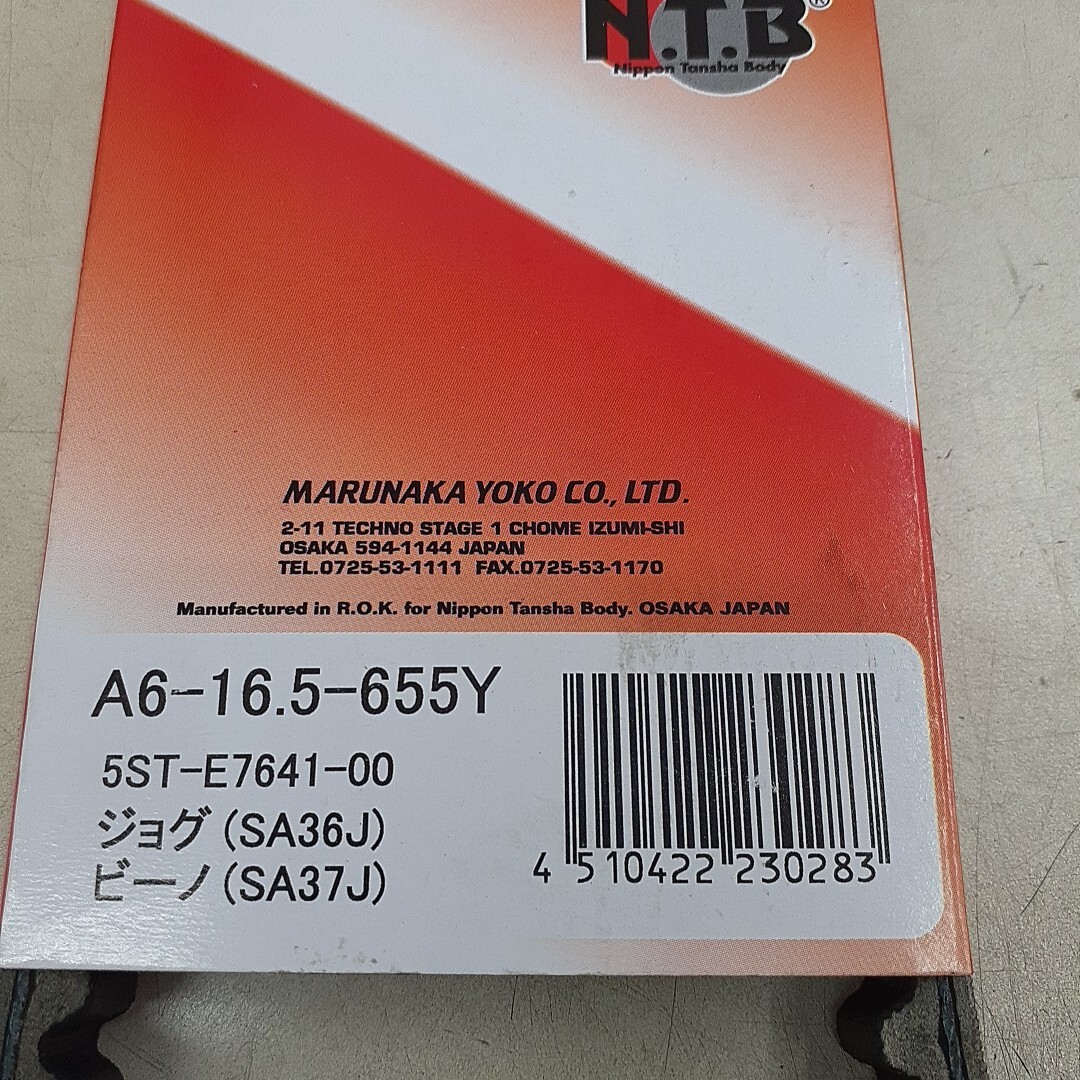 N.T.B®
Nippon Tansha Body
MARUNAKA YOKO CO., LTD.
2-11 TECHNO STAGE 1 CHOME IZUMI-SHI
OSAKA 594-1144 JAPAN
TEL.0725-53-1111 FAX.0725-53-1170
Manufactured in R.O.K. for Nippon Tansha Body. OSAKA JAPAN
A6-16.5-655Y
5ST-E7641-00
ジョグ(SA36J)
ビーノ(SA37J)
4 510422 230283